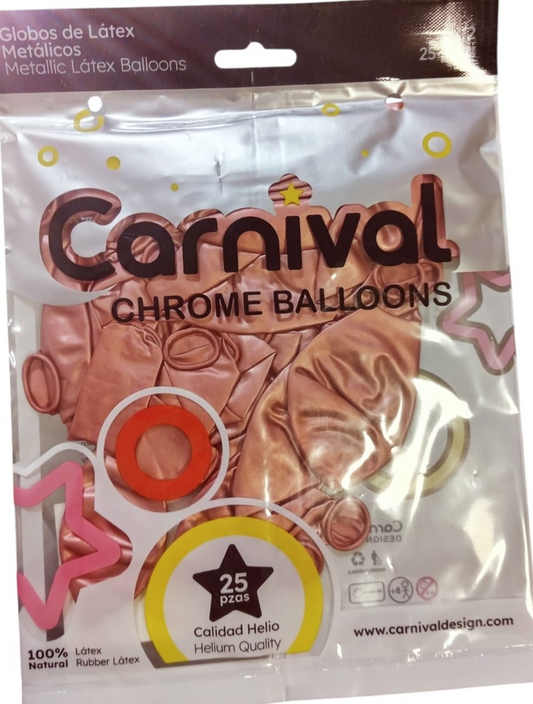 Globos de Látex
Metálicos
Metallic Látex Balloons
Carnival
CHROME BALLOONS
25
pzas
Calidad Helio
Helium Quality
100% Látex
Natural Rubber Látex
www.carnivaldesign.com